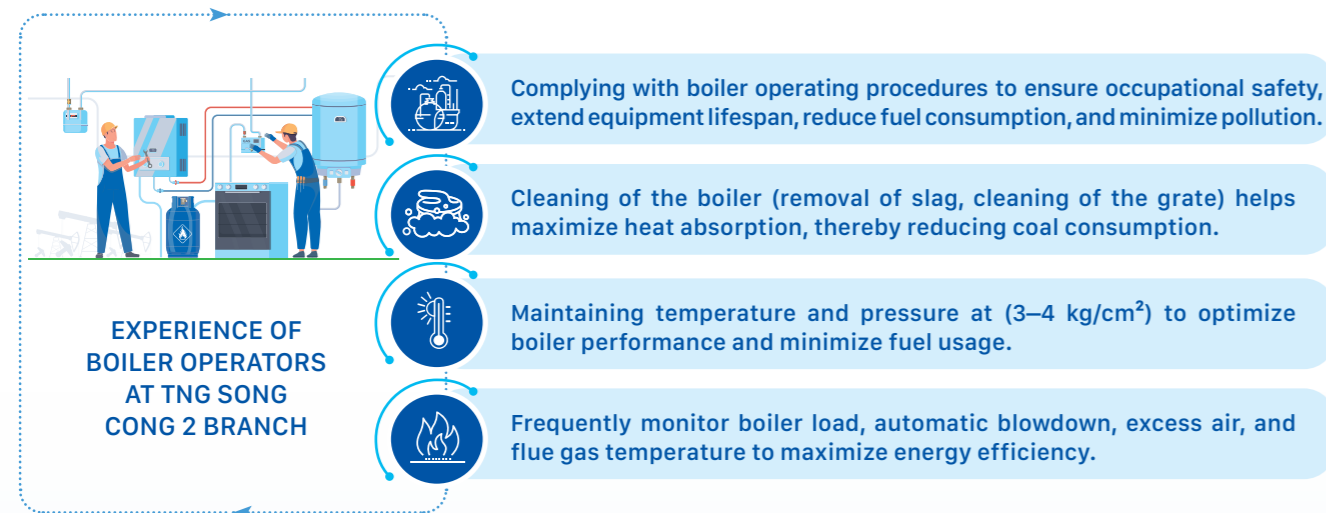 EXPERIENCE OF
BOILER OPERATORS
AT TNG SONG
CONG 2 BRANCH
Complying with boiler operating procedures to ensure occupational safety,
extend equipment lifespan, reduce fuel consumption, and minimize pollution.
Cleaning of the boiler (removal of slag, cleaning of the grate) helps
maximize heat absorption, thereby reducing coal consumption.
Maintaining temperature and pressure at (3–4 kg/cm²) to optimize
boiler performance and minimize fuel usage.
Frequently monitor boiler load, automatic blowdown, excess air, and
flue gas temperature to maximize energy efficiency.